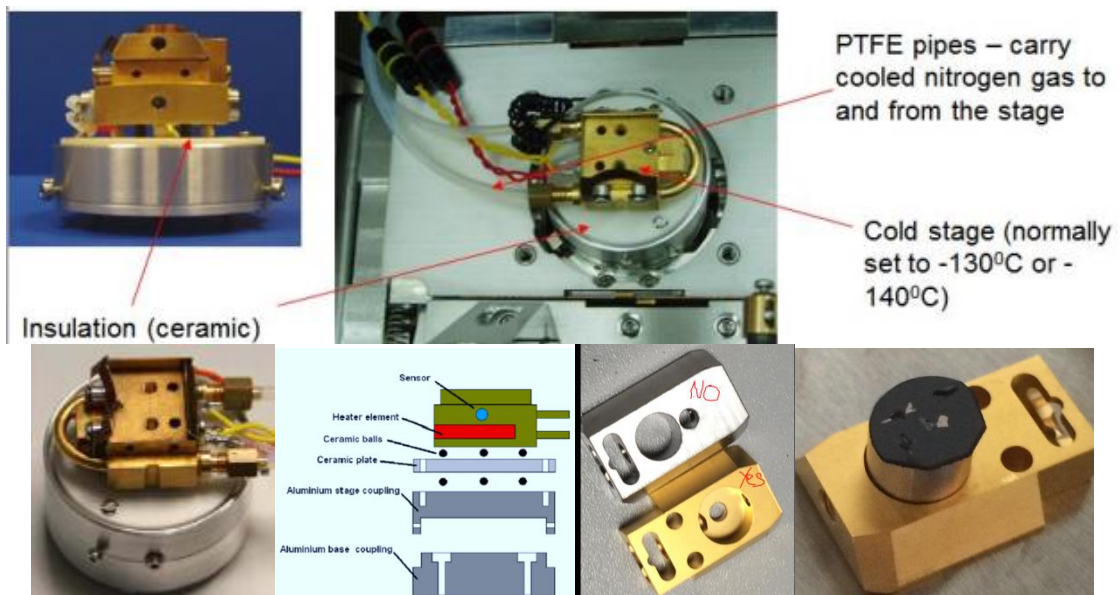 PTFE pipes – carry
cooled nitrogen gas to
and from the stage
Cold stage (normally
set to -130⁰C or -
140⁰C)
Insulation (ceramic)
Sensor
Heater element
Ceramic balls
Ceramic plate
Aluminium stage coupling
Aluminium base coupling
NO
Yes